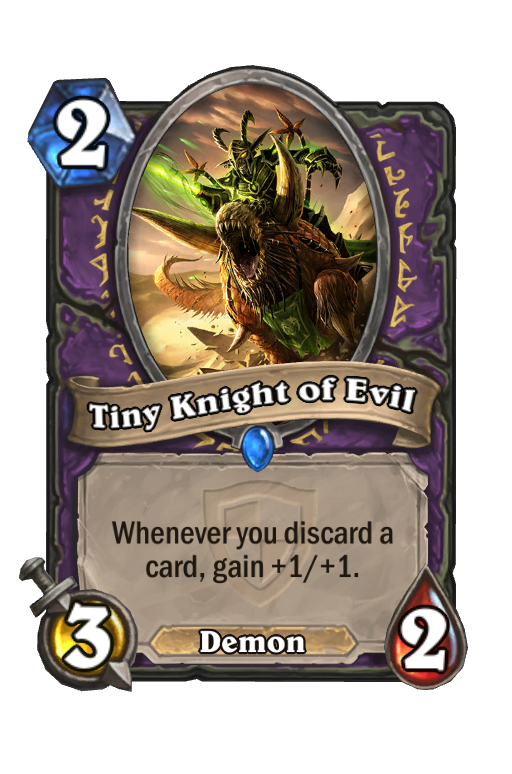 2
Tiny Knight of Evil
Whenever you discard a
card, gain +1/+1.
3
Demon
2